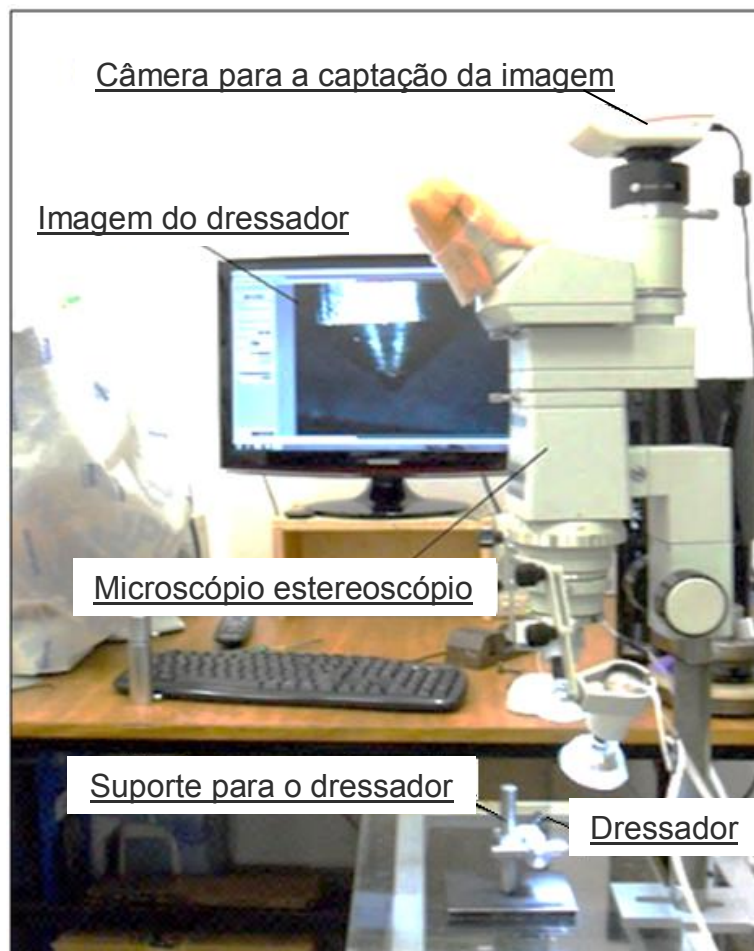 Câmera para a captação da imagem
Imagem do dressador
Microscópio estereoscópio
Suporte para o dressador
Dressador